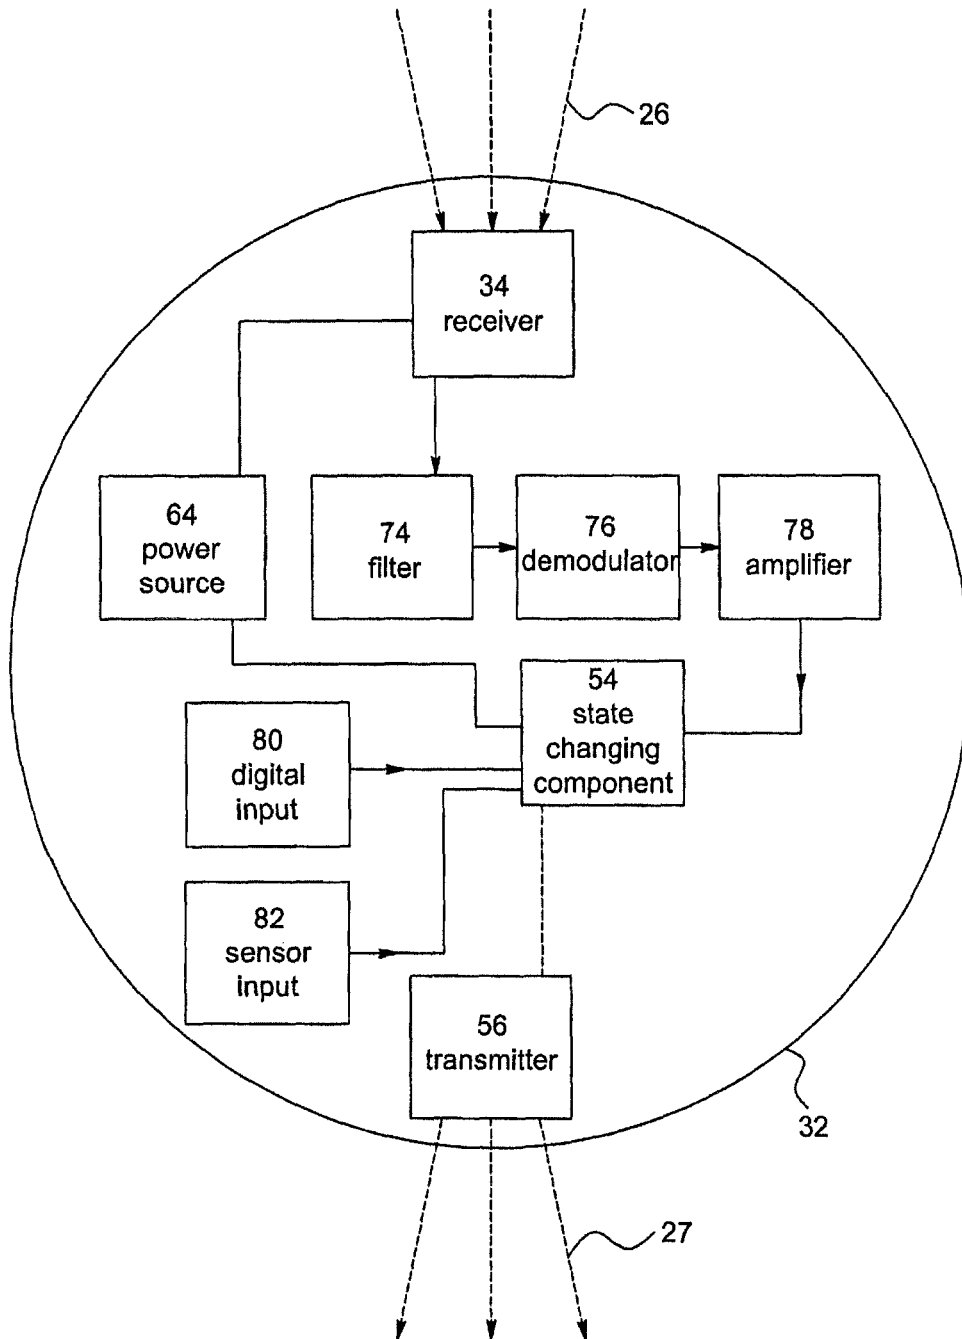 26
34
receiver
64
power
source
74
filter
76
demodulator
78
amplifier
54
state
changing
component
80
digital
input
82
sensor
input
56
transmitter
32
27